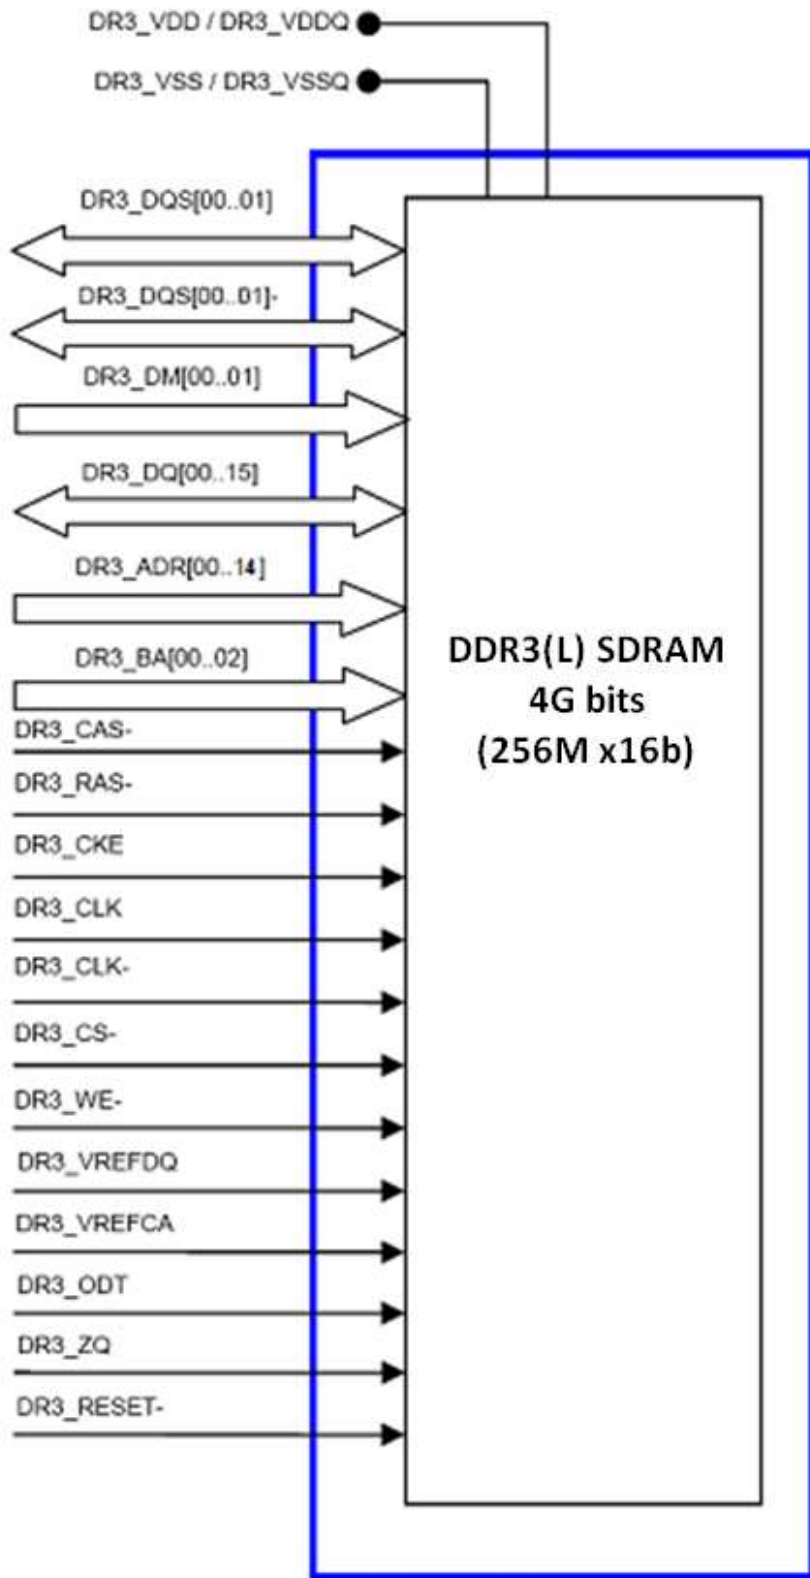 DR3_VDD / DR3_VDDQ
DR3_VSS / DR3_VSSQ
DR3_DQS[00..01]
DR3_DQS[00..01]-
DR3_DM[00..01]
DR3_DQ[00..15]
DR3_ADR[00..14]
DR3_BA[00..02]
DR3_CAS-
DR3_RAS-
DR3_CKE
DR3_CLK
DR3_CLK-
DR3_CS-
DR3_WE-
DR3_VREFDQ
DR3_VREFCA
DR3_ODT
DR3_ZQ
DR3_RESET-
DDR3(L) SDRAM
4G bits
(256M x16b)